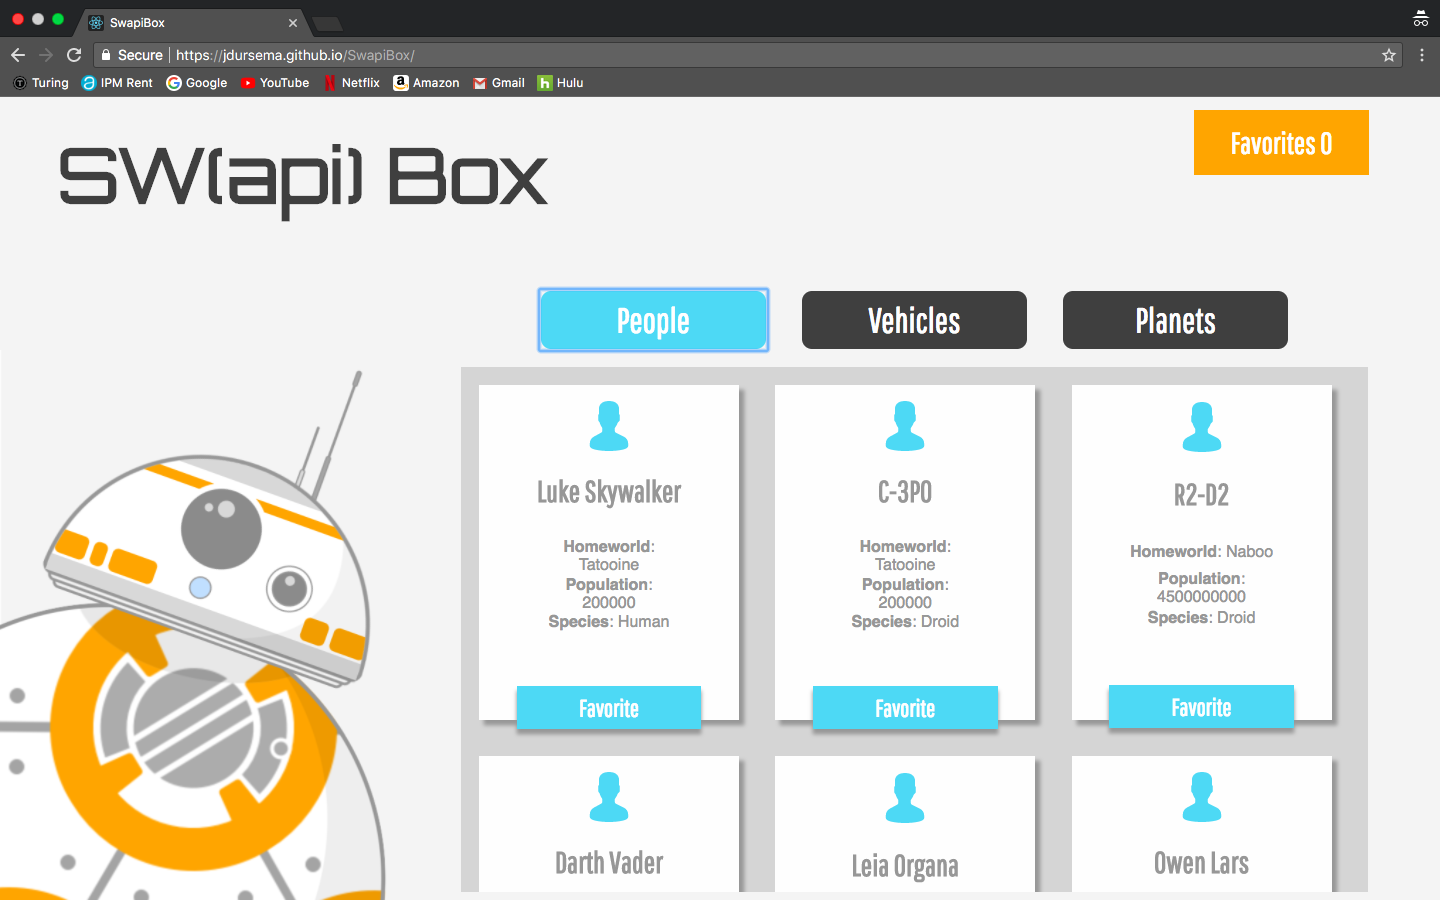 SwapiBox
Secure https://jdursema.github.io/SwapiBox/
Turing IPM Rent Google YouTube Netflix Amazon Gmail Hulu
Favorites 0
SW(api) Box
People Vehicles Planets
Luke Skywalker
Homeworld:
Tatooine
Population:
200000
Species: Human
Favorite
C-3PO
Homeworld:
Tatooine
Population:
200000
Species: Droid
Favorite
R2-D2
Homeworld: Naboo
Population:
4500000000
Species: Droid
Favorite
Darth Vader
Leia Organa
Owen Lars